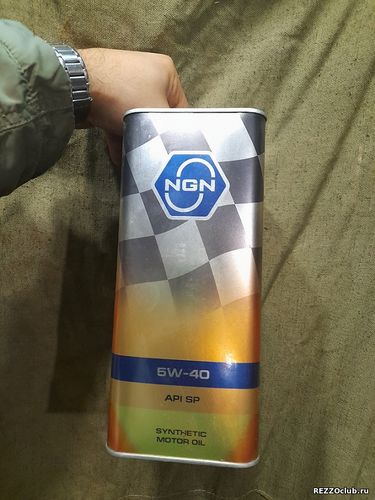 NGN
5W-40
API SP
SYNTHETIC
MOTOR OIL
REZZOclub.ru